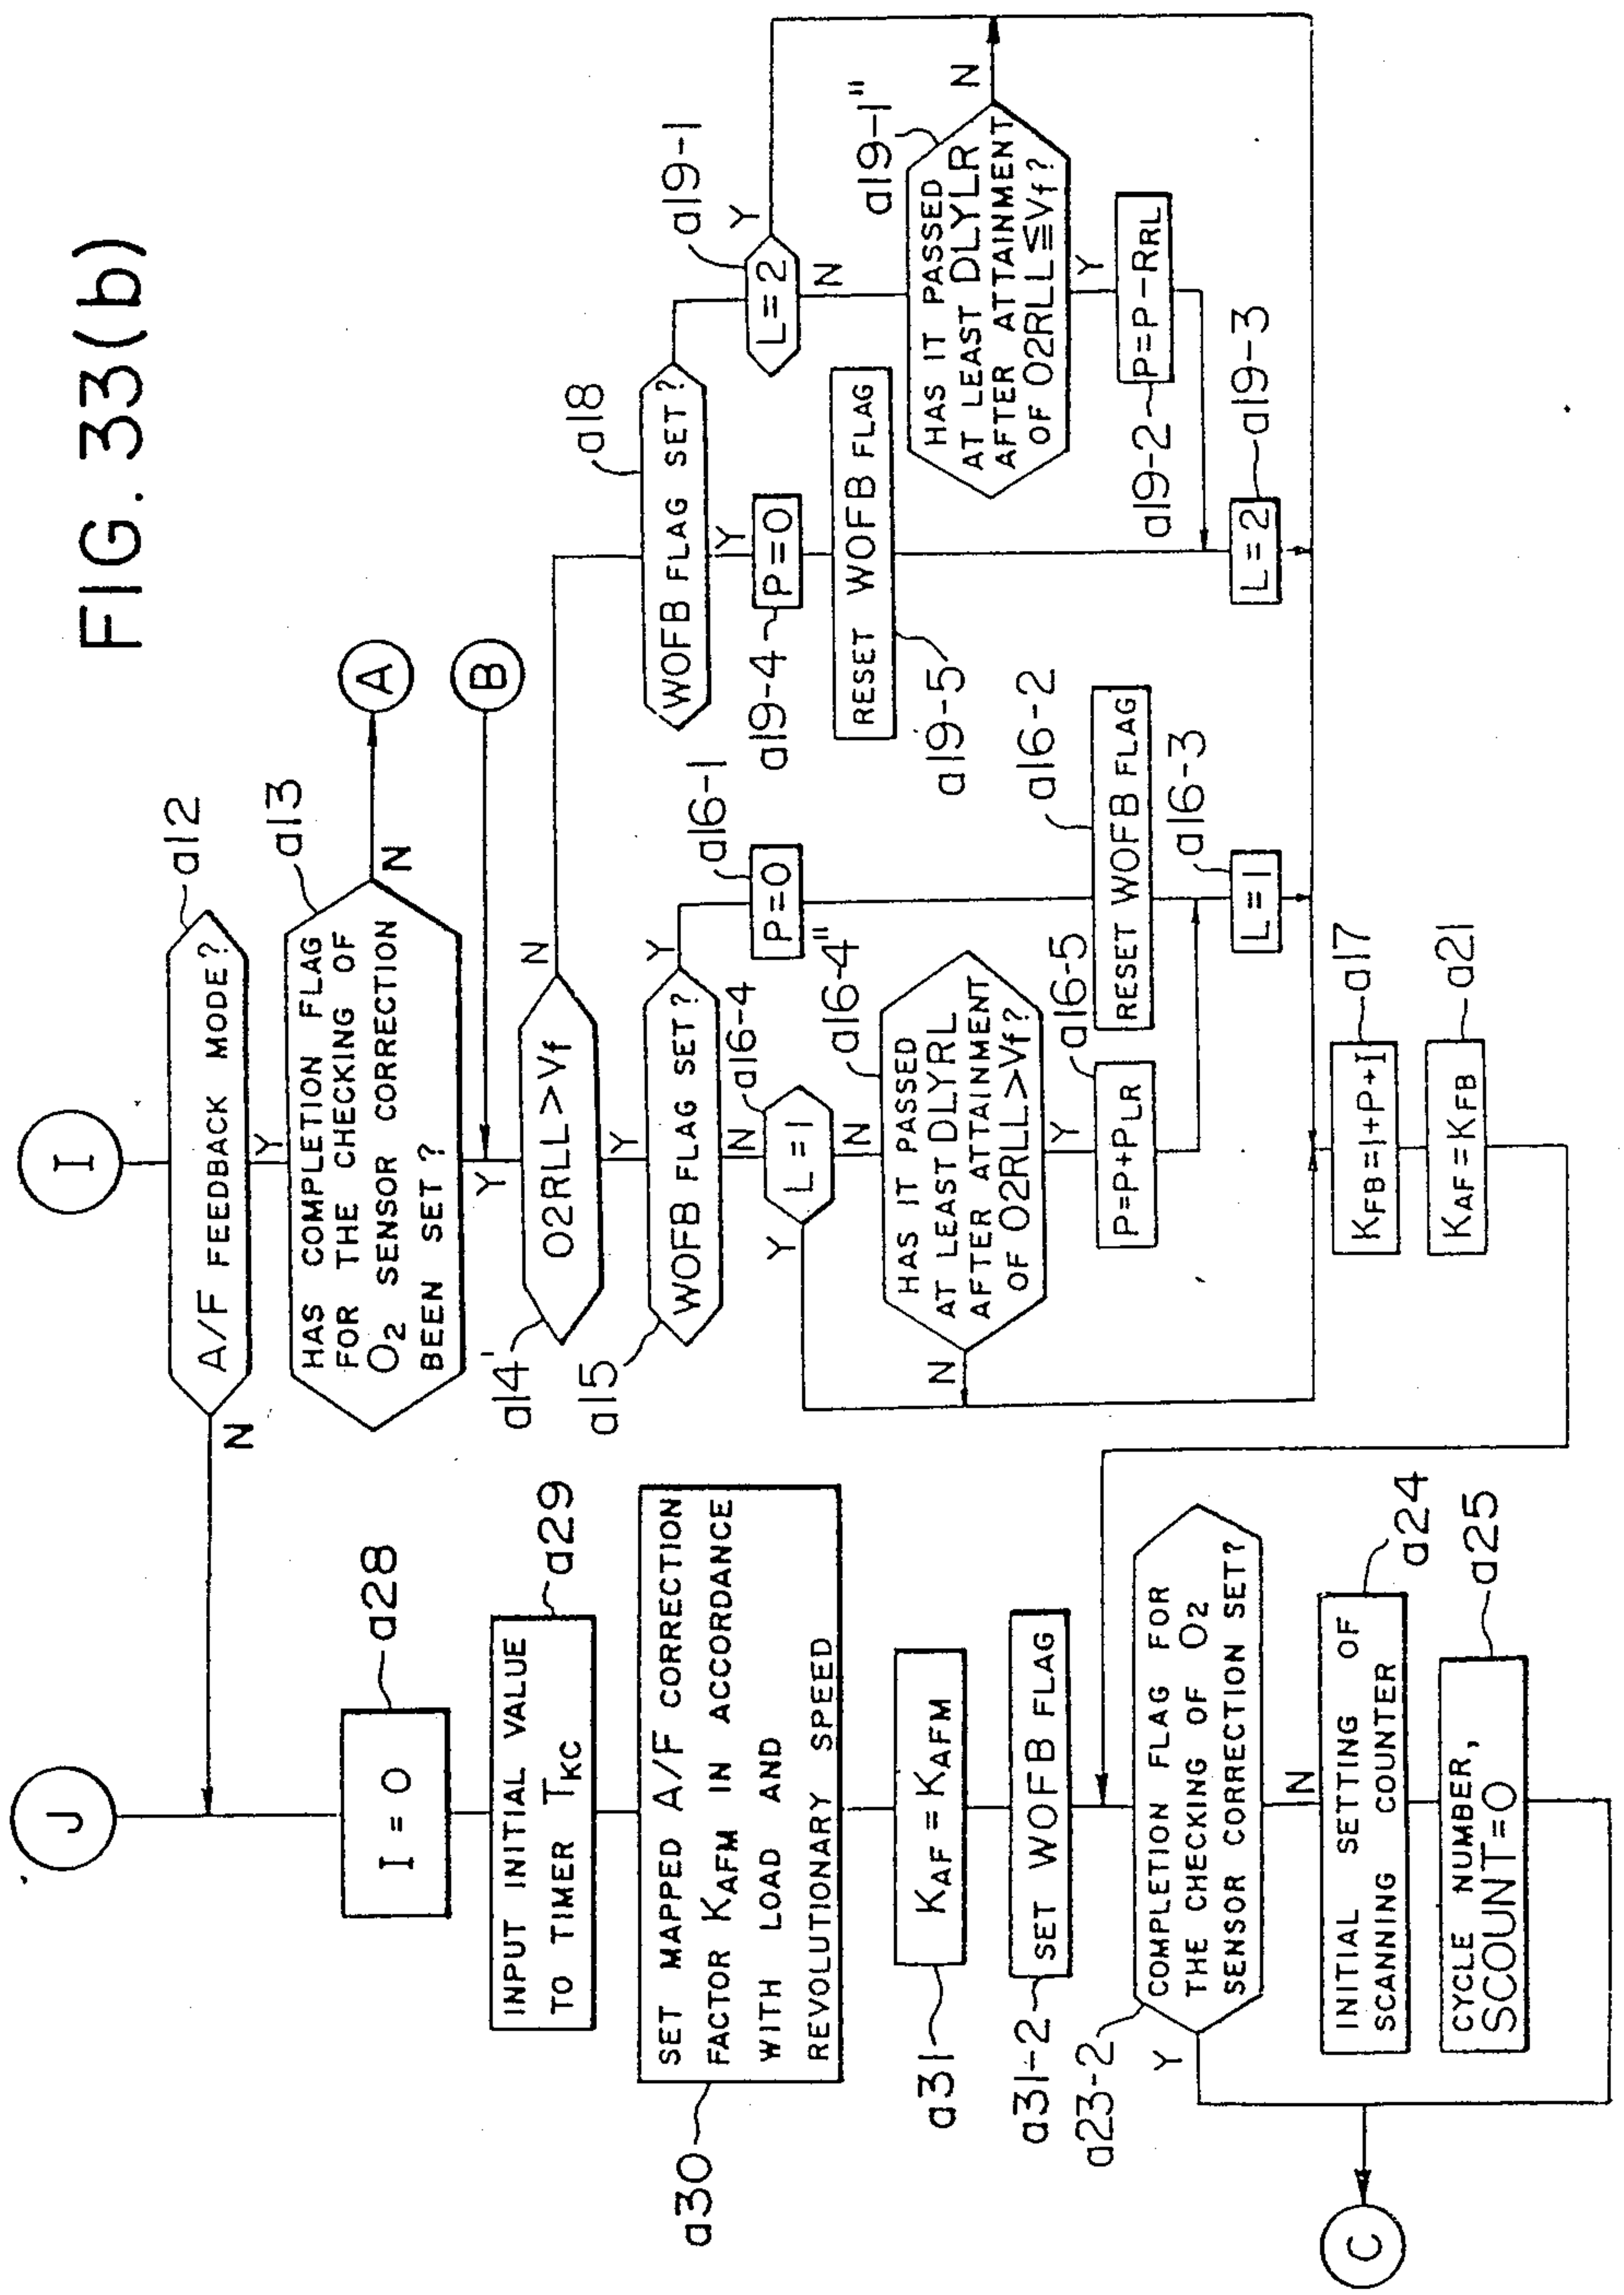 FIG. 33(b)
I
A/F FEEDBACK MODE?
a12
Y
N
HAS COMPLETION FLAG
FOR THE CHECKING OF
O2 SENSOR CORRECTION
BEEN SET ?
a13
N
A
Y
B
O2RLL>Vf
a14'
N
Y
WOFB FLAG SET?
a15
Y
N
P=0
a16-1
L=1
a16-4
Y
N
HAS IT PASSED
AT LEAST DLYRL
AFTER ATTAINMENT
OF O2RLL>Vf?
a16-4"
N
Y
P=P+PLR
a16-5
RESET WOFB FLAG
a16-2
L=1
a16-3
WOFB FLAG SET?
a18
Y
P=0
a19-4
RESET WOFB FLAG
a19-5
L=2
a19-1
Y
N
HAS IT PASSED
AT LEAST DLYLR
AFTER ATTAINMENT
OF O2RLL≦Vf?
a19-1"
N
Y
P=P-RRL
a19-2
L=2
a19-3
KFB=1+P+I
a17
KAF=KFB
a21
J
I = 0
a28
INPUT INITIAL VALUE
TO TIMER TKC
a29
SET MAPPED A/F CORRECTION
FACTOR KAFM IN ACCORDANCE
WITH LOAD AND
REVOLUTIONARY SPEED
a30
KAF = KAFM
a31
SET WOFB FLAG
a31-2
COMPLETION FLAG FOR
THE CHECKING OF O2
SENSOR CORRECTION SET?
a23-2
Y
N
INITIAL SETTING OF
SCANNING COUNTER
a24
CYCLE NUMBER,
SCOUNT=0
a25
C